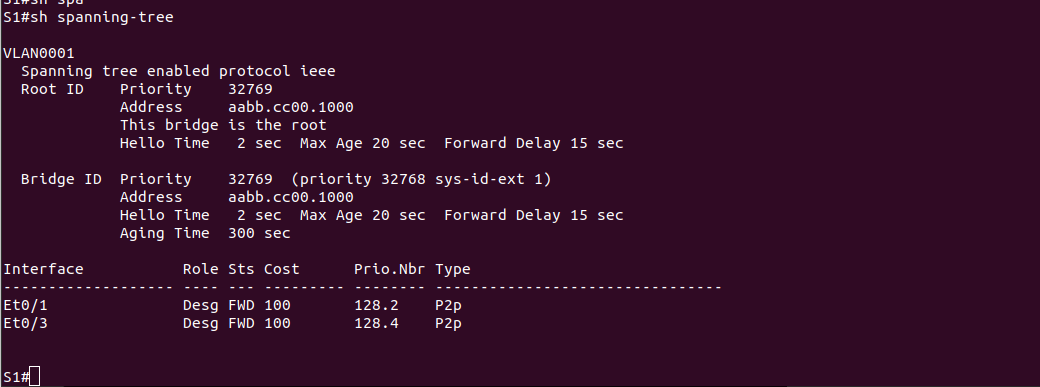 S1#sh spa
S1#sh spanning-tree
VLAN0001
  Spanning tree enabled protocol ieee
  Root ID    Priority    32769
             Address     aabb.cc00.1000
             This bridge is the root
             Hello Time   2 sec  Max Age 20 sec  Forward Delay 15 sec
  Bridge ID  Priority    32769  (priority 32768 sys-id-ext 1)
             Address     aabb.cc00.1000
             Hello Time   2 sec  Max Age 20 sec  Forward Delay 15 sec
             Aging Time  300 sec
Interface           Role Sts Cost      Prio.Nbr Type
------------------- ---- --- --------- -------- --------------------------------
Et0/1               Desg FWD 100       128.2    P2p
Et0/3               Desg FWD 100       128.4    P2p
S1#